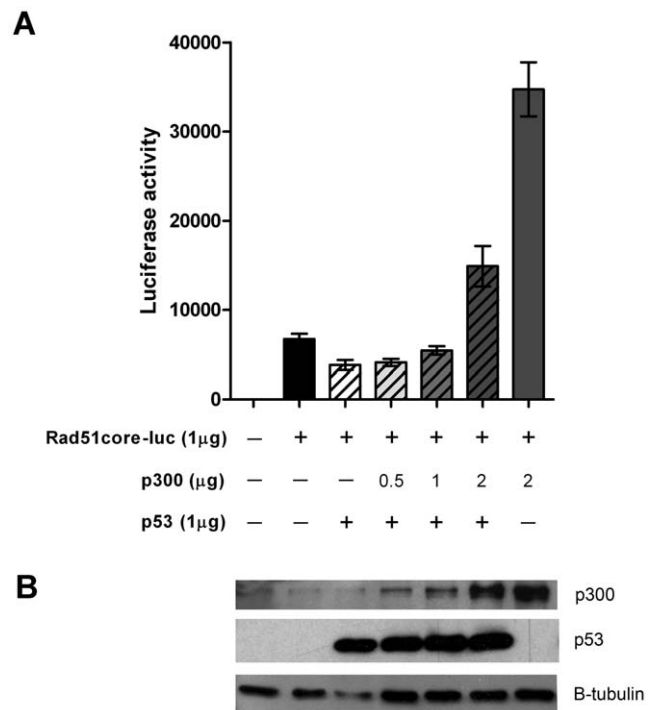 A
Luciferase activity
40000
30000
20000
10000
0
Rad51core-luc (1µg) — + + + + + +
p300 (µg) — — — 0.5 1 2 2
p53 (1µg) — — + + + + —
B
p300
p53
B-tubulin